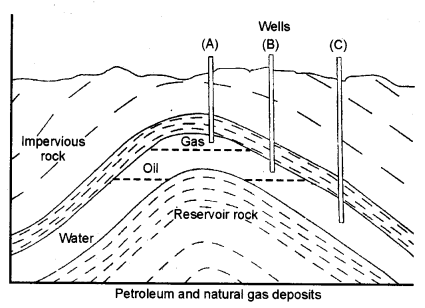 Wells
(A)
(B)
(C)
Impervious
rock
Gas
Oil
Reservoir rock
Water
Petroleum and natural gas deposits